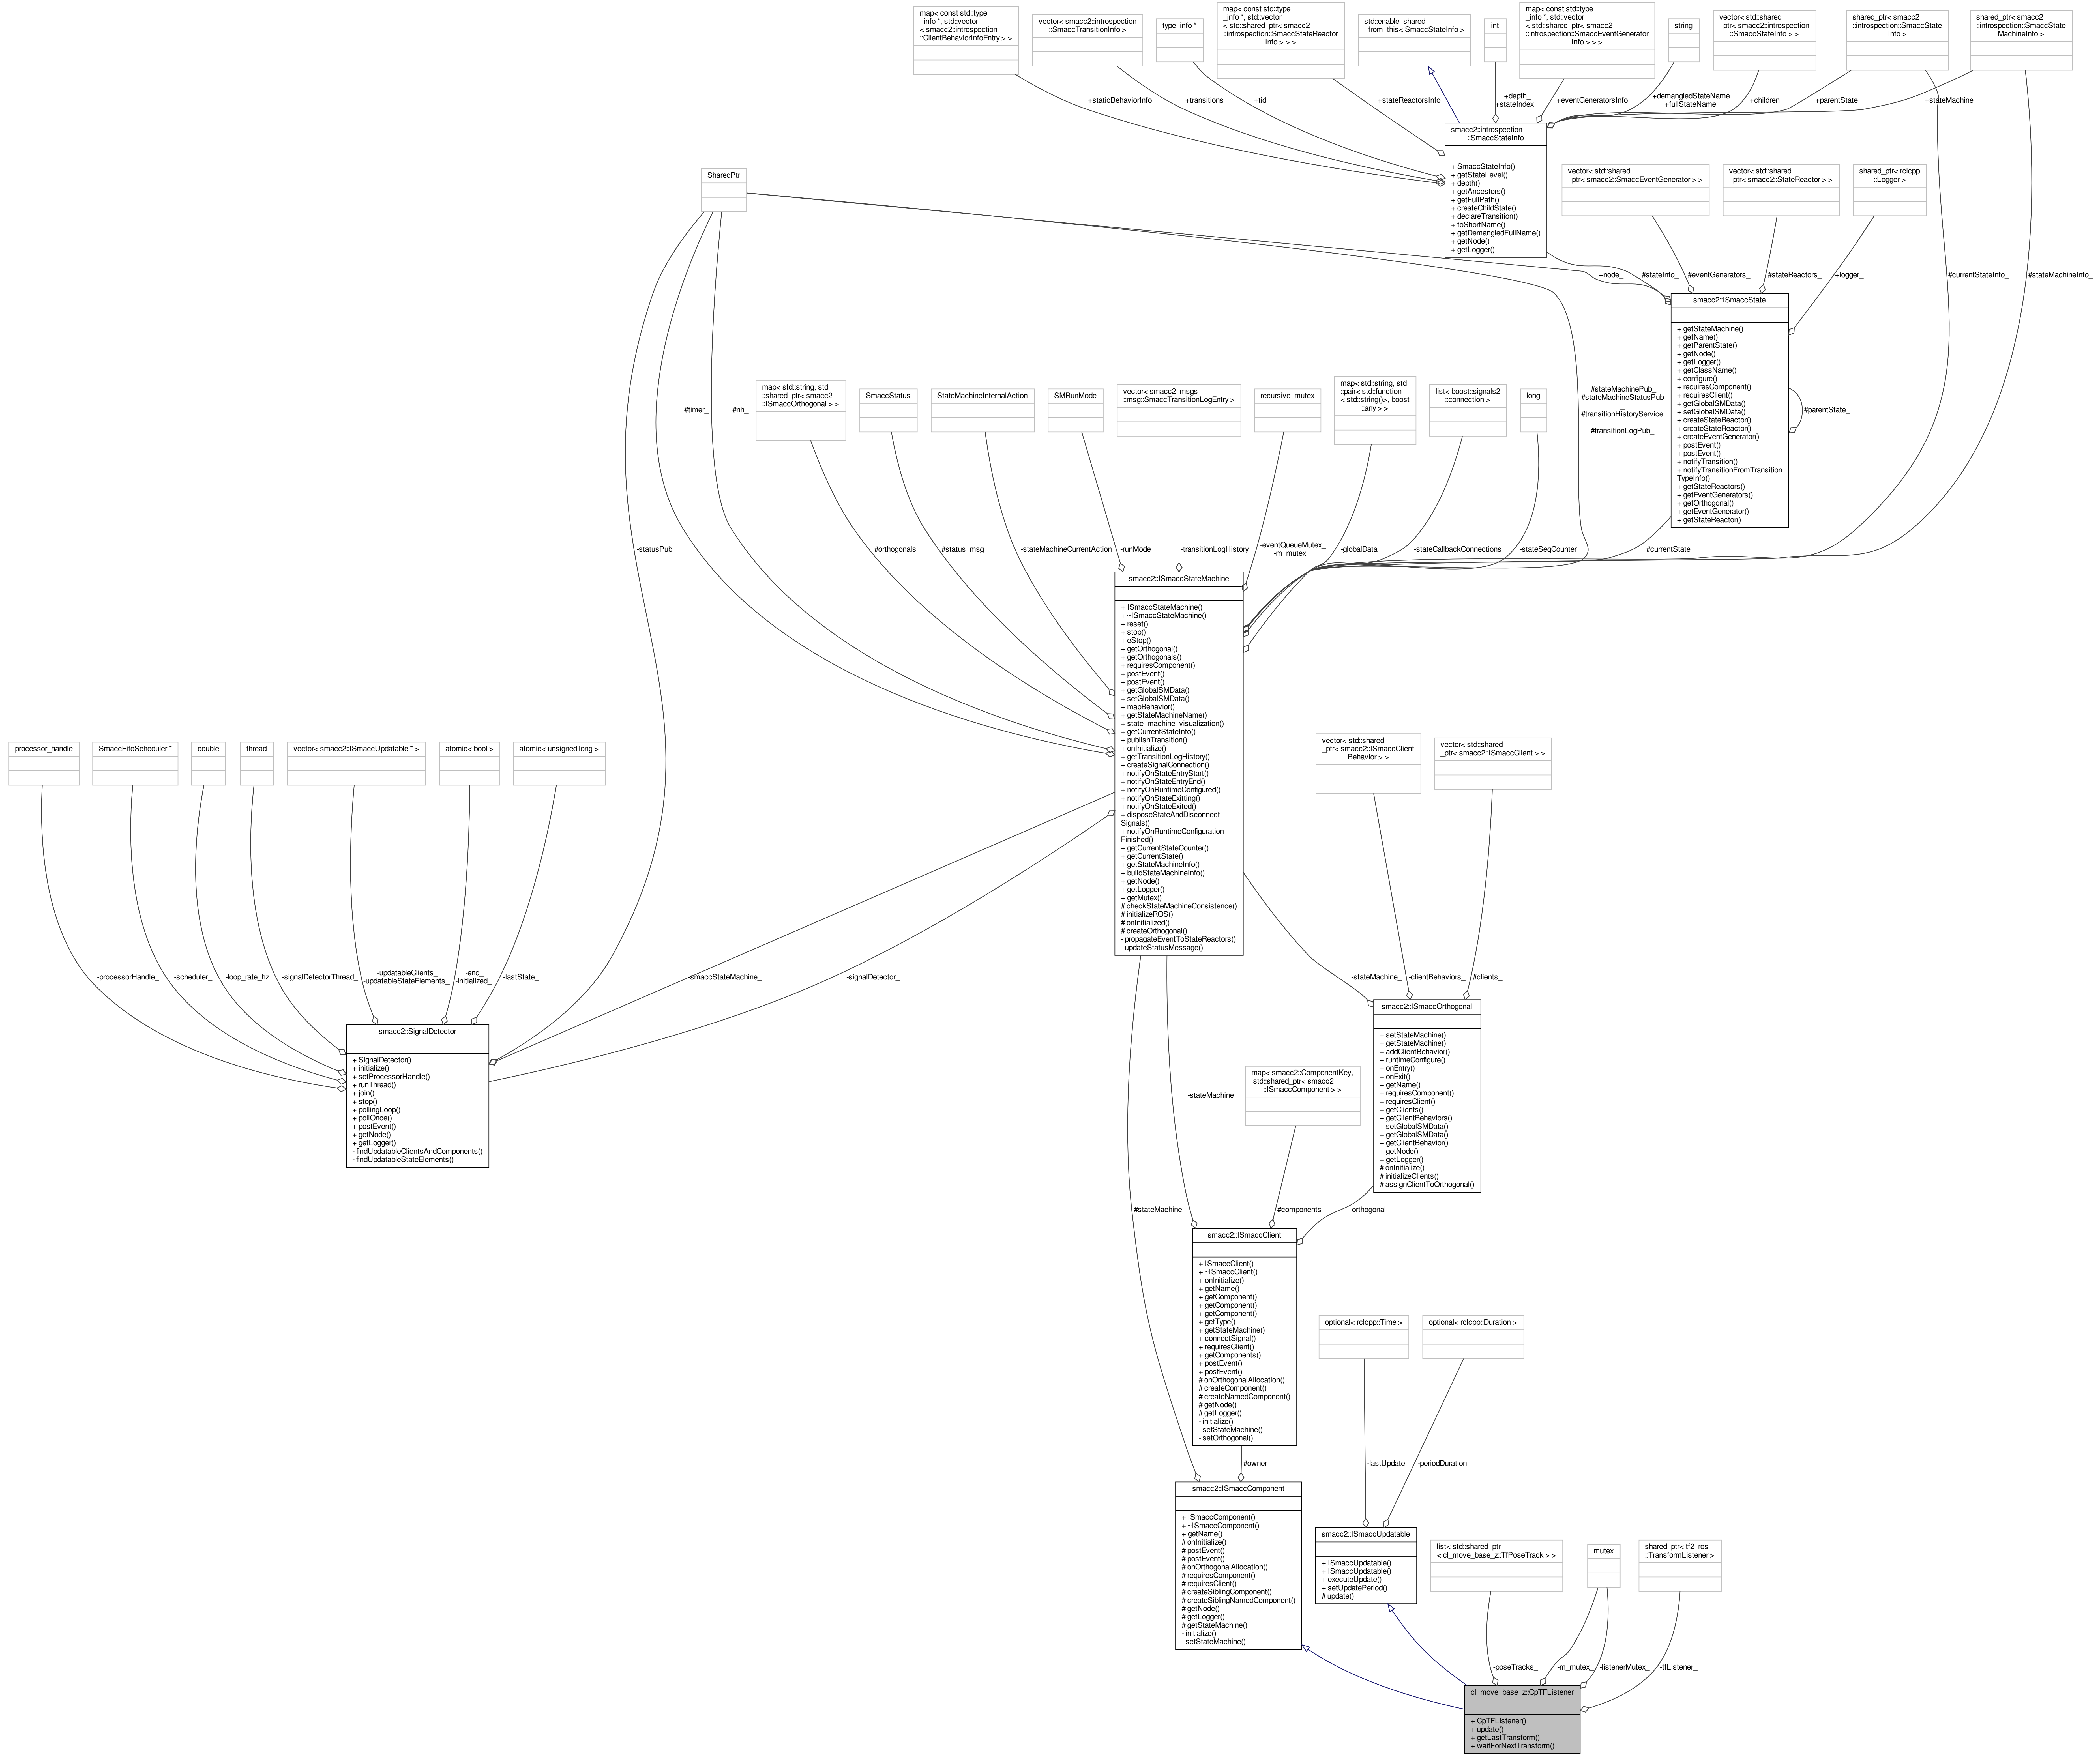 map< const std::type
_info *, std::vector
< smacc2::introspection
::ClientBehaviorInfoEntry > >
vector< smacc2::introspection
::SmaccTransitionInfo >
type_info *
map< const std::type
_info *, std::vector
< std::shared_ptr< smacc2
::introspection::SmaccStateReactor
Info > > >
std::enable_shared
_from_this< SmaccStateInfo >
int
map< const std::type
_info *, std::vector
< std::shared_ptr< smacc2
::introspection::SmaccEventGenerator
Info > > >
string
vector< std::shared
_ptr< smacc2::introspection
::SmaccStateInfo > >
shared_ptr< smacc2
::introspection::SmaccState
Info >
shared_ptr< smacc2
::introspection::SmaccState
MachineInfo >
+staticBehaviorInfo
+transitions_
+tid_
+stateReactorsInfo
+depth_
+stateIndex_
+eventGeneratorsInfo
+demangledStateName
+fullStateName
+children_
+parentState_
+stateMachine_
smacc2::introspection
::SmaccStateInfo
+ SmaccStateInfo()
+ getStateLevel()
+ depth()
+ getAncestors()
+ getFullPath()
+ createChildState()
+ declareTransition()
+ toShortName()
+ getDemangledFullName()
+ getNode()
+ getLogger()
SharedPtr
vector< std::shared
_ptr< smacc2::SmaccEventGenerator > >
vector< std::shared
_ptr< smacc2::StateReactor > >
shared_ptr< rclcpp
::Logger >
+node_
#stateInfo_
#eventGenerators_
#stateReactors_
+logger_
#currentStateInfo_
#stateMachineInfo_
smacc2::ISmaccState
+ getStateMachine()
+ getName()
+ getParentState()
+ getNode()
+ getLogger()
+ getClassName()
+ configure()
+ requiresComponent()
+ requiresClient()
+ getGlobalSMData()
+ setGlobalSMData()
+ createStateReactor()
+ createStateReactor()
+ createEventGenerator()
+ postEvent()
+ postEvent()
+ notifyTransition()
+ notifyTransitionFromTransition
TypeInfo()
+ getStateReactors()
+ getEventGenerators()
+ getOrthogonal()
+ getEventGenerator()
+ getStateReactor()
#parentState_
#timer_
#nh_
map< std::string, std
::shared_ptr< smacc2
::ISmaccOrthogonal > >
SmaccStatus
StateMachineInternalAction
SMRunMode
vector< smacc2_msgs
::msg::SmaccTransitionLogEntry >
recursive_mutex
map< std::string, std
::pair< std::function
< std::string()>, boost
::any > >
list< boost::signals2
::connection >
long
#stateMachinePub_
#stateMachineStatusPub
_
#transitionHistoryService
_
#transitionLogPub_
-statusPub_
#orthogonals_
#status_msg_
-stateMachineCurrentAction
-runMode_
-transitionLogHistory_
-eventQueueMutex_
-m_mutex_
-globalData_
-stateCallbackConnections
-stateSeqCounter_
#currentState_
smacc2::ISmaccStateMachine
+ ISmaccStateMachine()
+ ~ISmaccStateMachine()
+ reset()
+ stop()
+ eStop()
+ getOrthogonal()
+ getOrthogonals()
+ requiresComponent()
+ postEvent()
+ postEvent()
+ getGlobalSMData()
+ setGlobalSMData()
+ mapBehavior()
+ getStateMachineName()
+ state_machine_visualization()
+ getCurrentStateInfo()
+ publishTransition()
+ onInitialize()
+ getTransitionLogHistory()
+ createSignalConnection()
+ notifyOnStateEntryStart()
+ notifyOnStateEntryEnd()
+ notifyOnRuntimeConfigured()
+ notifyOnStateExitting()
+ notifyOnStateExited()
+ disposeStateAndDisconnect
Signals()
+ notifyOnRuntimeConfiguration
Finished()
+ getCurrentStateCounter()
+ getCurrentState()
+ getStateMachineInfo()
+ buildStateMachineInfo()
+ getNode()
+ getLogger()
+ getMutex()
# checkStateMachineConsistence()
# initializeROS()
# onInitialized()
# createOrthogonal()
- propagateEventToStateReactors()
- updateStatusMessage()
processor_handle
SmaccFifoScheduler *
double
thread
vector< smacc2::ISmaccUpdatable * >
atomic< bool >
atomic< unsigned long >
vector< std::shared
_ptr< smacc2::ISmaccClient
Behavior > >
vector< std::shared
_ptr< smacc2::ISmaccClient > >
-processorHandle_
-scheduler_
-loop_rate_hz
-signalDetectorThread_
-updatableClients_
-updatableStateElements_
-end_
-initialized_
-lastState_
-smaccStateMachine_
-signalDetector_
-stateMachine_
-clientBehaviors_
#clients_
smacc2::SignalDetector
+ SignalDetector()
+ initialize()
+ setProcessorHandle()
+ runThread()
+ join()
+ stop()
+ pollingLoop()
+ pollOnce()
+ postEvent()
+ getNode()
+ getLogger()
- findUpdatableClientsAndComponents()
- findUpdatableStateElements()
smacc2::ISmaccOrthogonal
+ setStateMachine()
+ getStateMachine()
+ addClientBehavior()
+ runtimeConfigure()
+ onEntry()
+ onExit()
+ getName()
+ requiresComponent()
+ requiresClient()
+ getClients()
+ getClientBehaviors()
+ setGlobalSMData()
+ getGlobalSMData()
+ getClientBehavior()
+ getNode()
+ getLogger()
# onInitialize()
# initializeClients()
# assignClientToOrthogonal()
map< smacc2::ComponentKey,
std::shared_ptr< smacc2
::ISmaccComponent > >
-stateMachine_
#stateMachine_
#components_
-orthogonal_
smacc2::ISmaccClient
+ ISmaccClient()
+ ~ISmaccClient()
+ onInitialize()
+ getName()
+ getComponent()
+ getComponent()
+ getComponent()
+ getType()
+ getStateMachine()
+ connectSignal()
+ requiresClient()
+ getComponents()
+ postEvent()
+ postEvent()
# onOrthogonalAllocation()
# createComponent()
# createNamedComponent()
# getNode()
# getLogger()
- initialize()
- setStateMachine()
- setOrthogonal()
optional< rclcpp::Time >
optional< rclcpp::Duration >
#owner_
-lastUpdate_
-periodDuration_
smacc2::ISmaccComponent
+ ISmaccComponent()
+ ~ISmaccComponent()
+ getName()
# onInitialize()
# postEvent()
# postEvent()
# onOrthogonalAllocation()
# requiresComponent()
# requiresClient()
# createSiblingComponent()
# createSiblingNamedComponent()
# getNode()
# getLogger()
# getStateMachine()
- initialize()
- setStateMachine()
smacc2::ISmaccUpdatable
+ ISmaccUpdatable()
+ ISmaccUpdatable()
+ executeUpdate()
+ setUpdatePeriod()
# update()
list< std::shared_ptr
< cl_move_base_z::TfPoseTrack > >
mutex
shared_ptr< tf2_ros
::TransformListener >
-poseTracks_
-m_mutex_
-listenerMutex_
-tfListener_
cl_move_base_z::CpTFListener
+ CpTFListener()
+ update()
+ getLastTransform()
+ waitForNextTransform()